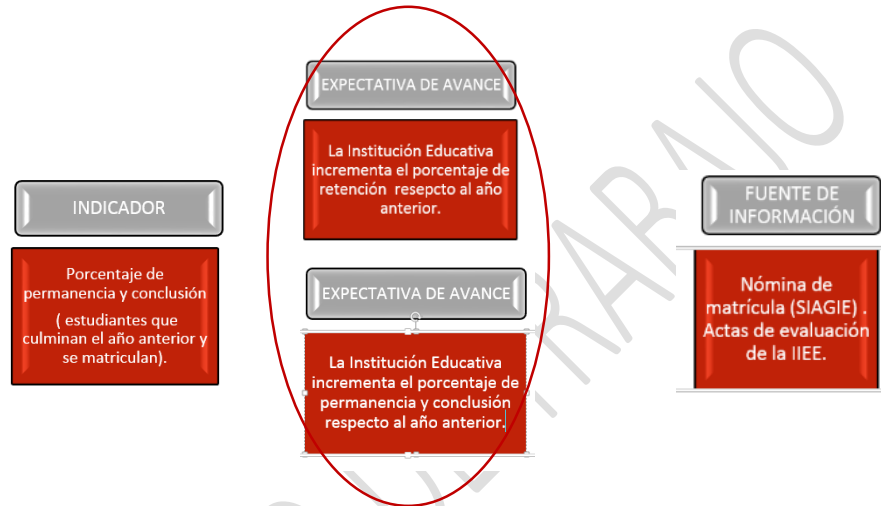 INDICADOR
Porcentaje de
permanencia y conclusión
( estudiantes que
culminan el año anterior y
se matriculan).
EXPECTATIVA DE AVANCE
La Institución Educativa
incrementa el porcentaje de
retención resepcto al año
anterior.
EXPECTATIVA DE AVANCE
La Institución Educativa
incrementa el porcentaje de
permanencia y conclusión
respecto al año anterior.
FUENTE DE
INFORMACIÓN
Nómina de
matrícula (SIAGIE) .
Actas de evaluación
de la IIEE.
TRABAJO